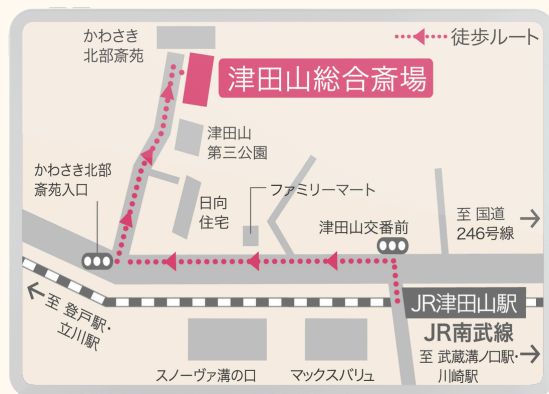 かわさき
北部斎苑
徒歩ルート
津田山総合斎場
津田山
第三公園
かわさき北部
斎苑入口
日向
住宅
ファミリーマート
津田山交番前
至 国道
246号線
至 登戸駅・
立川駅
JR津田山駅
JR南武線
至 武蔵溝ノ口駅・
川崎駅
スノーヴァ溝の口
マックスバリュ